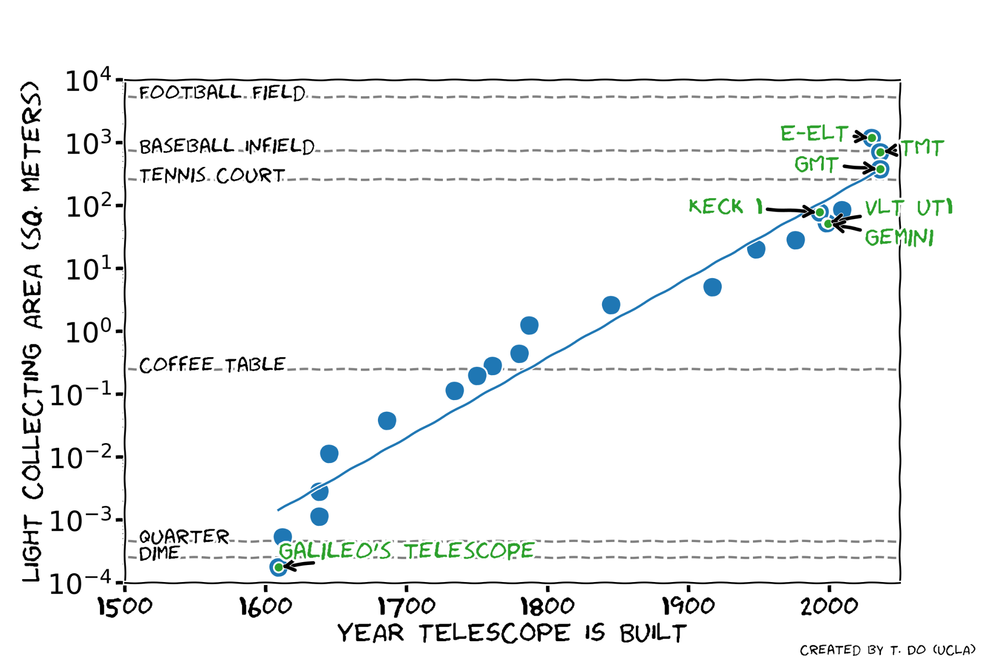 10⁴
FOOTBALL FIELD
E-ELT
10³
BASEBALL INFIELD
TMT
GMT
TENNIS COURT
10²
KECK 1
VLT UT1
GEMINI
10¹
10⁰
COFFEE TABLE
10⁻¹
10⁻²
10⁻³
QUARTER
DIME
GALILEO'S TELESCOPE
10⁻⁴
LIGHT COLLECTING AREA (SQ. METERS)
1500 1600 1700 1800 1900 2000
YEAR TELESCOPE IS BUILT
CREATED BY T. DO (UCLA)